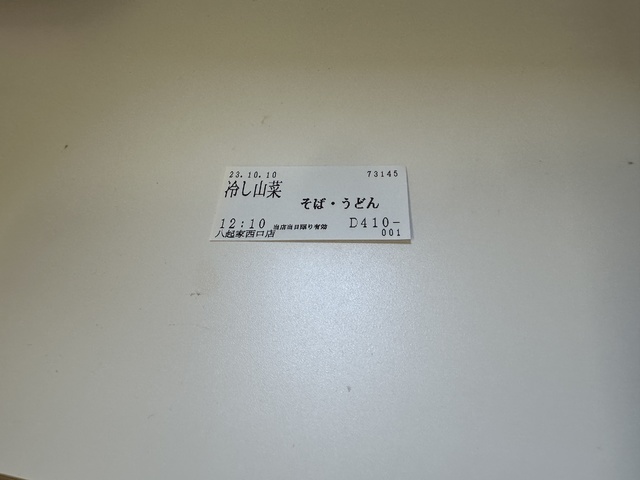 23.10.10 73145
冷し山菜
そば・うどん
12:10 当店当日限り有効 D410-
八起家西口店 001